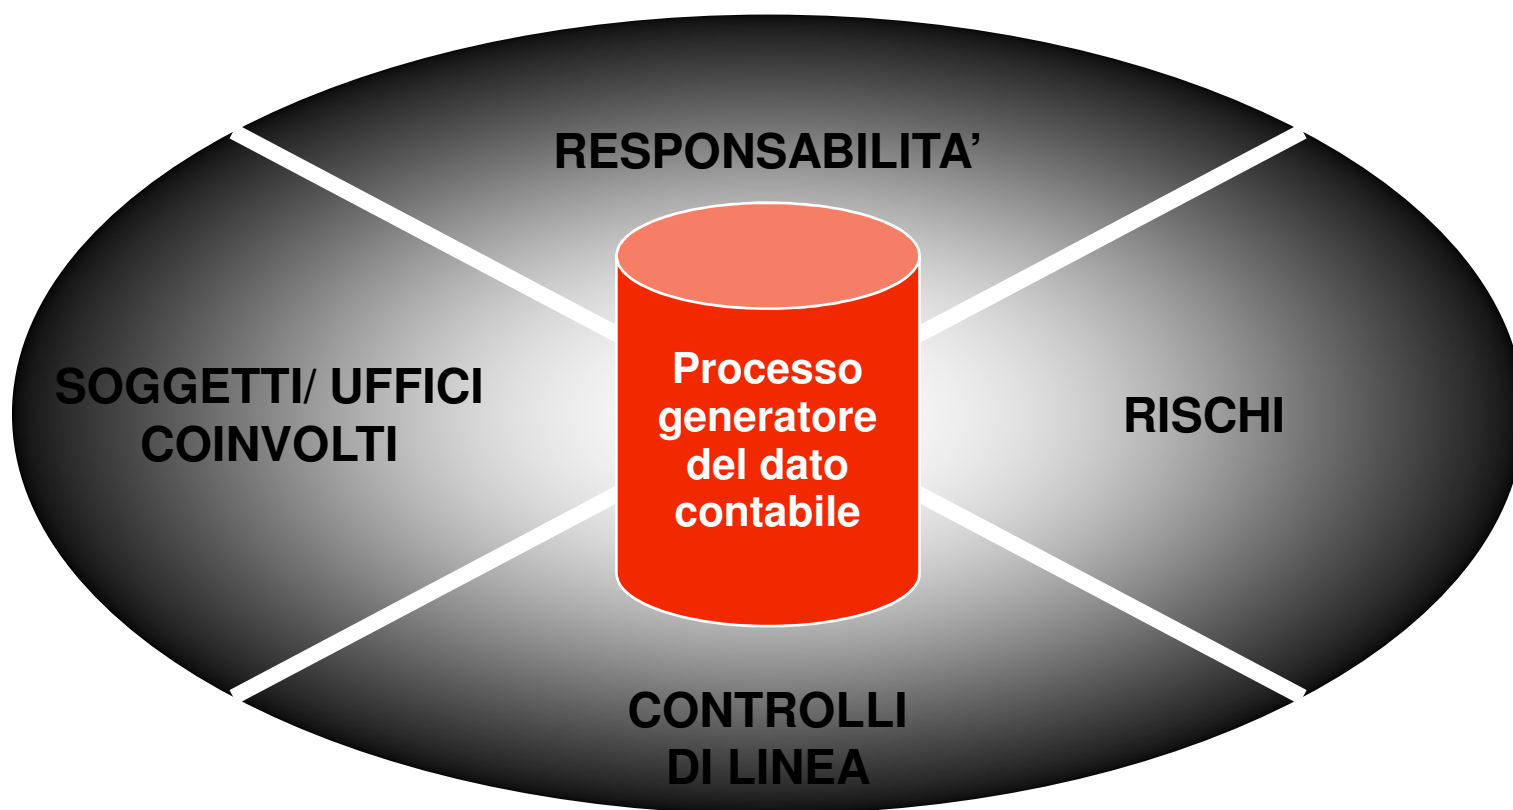 RESPONSABILITA’
SOGGETTI/ UFFICI
COINVOLTI
Processo
generatore
del dato
contabile
RISCHI
CONTROLLI
DI LINEA